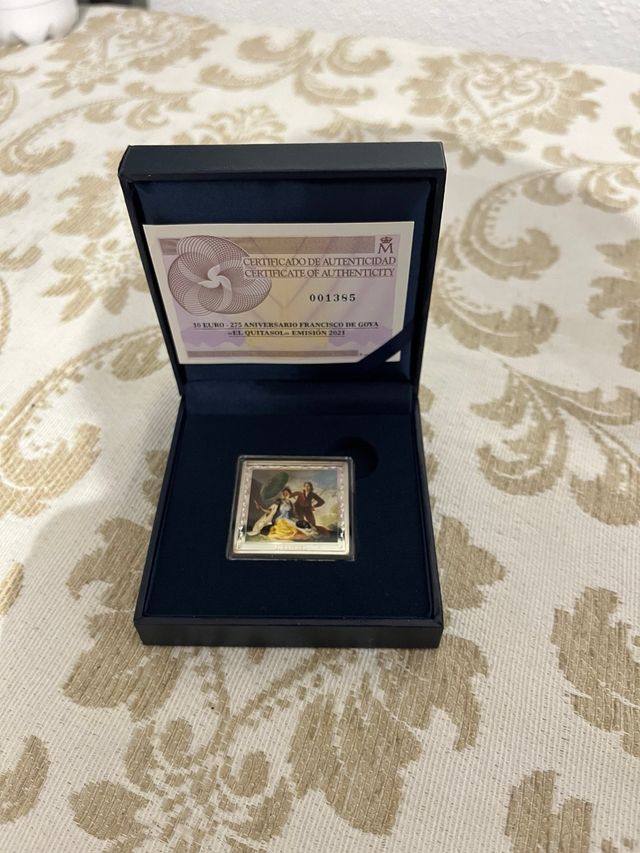 M
CERTIFICADO DE AUTENTICIDAD
CERTIFICATE OF AUTHENTICITY
001385
10 EURO - 275 ANIVERSARIO FRANCISCO DE GOYA
«EL QUITASOL» EMISIÓN 2021